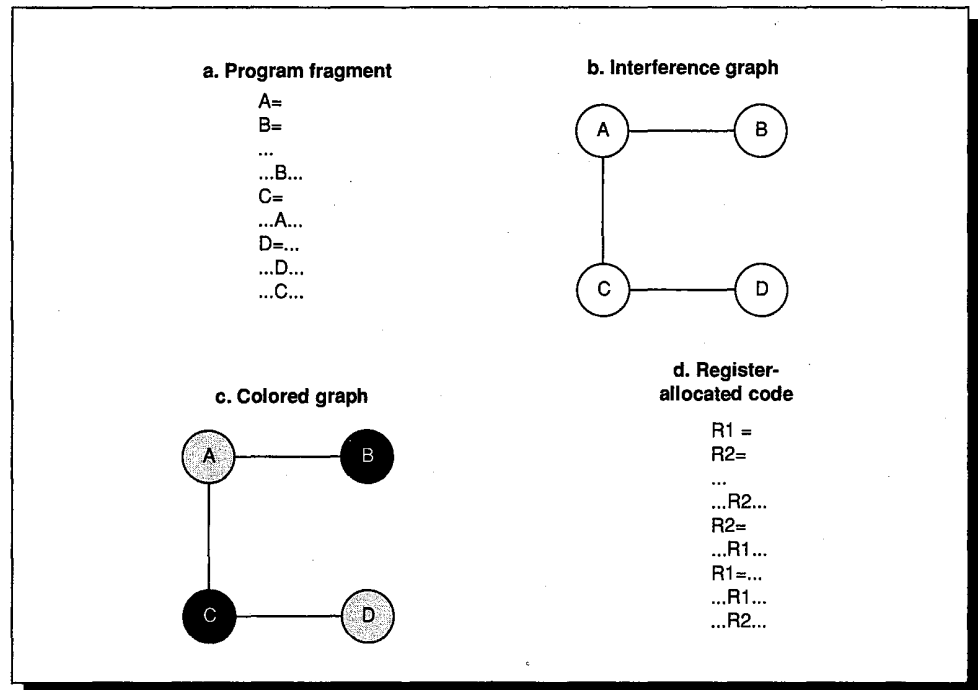 a. Program fragment
A=
B=
...
...B...
C=
...A...
D=...
...D...
...C...
b. Interference graph
A
B
C
D
c. Colored graph
A
B
C
D
d. Register-
allocated code
R1 =
R2=
...
...R2...
R2=
...R1...
R1=...
...R1...
...R2...